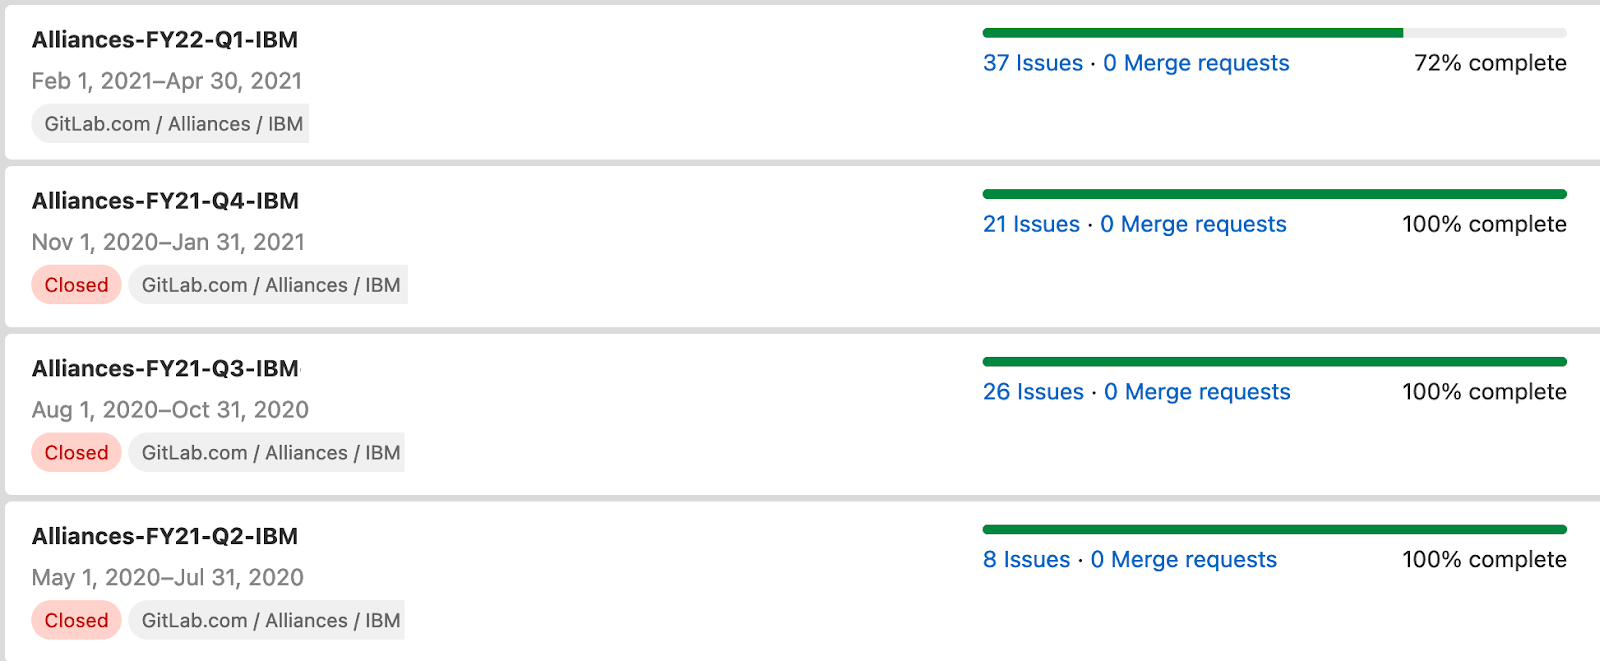 Alliances-FY22-Q1-IBM
37 Issues · 0 Merge requests 72% complete
Feb 1, 2021–Apr 30, 2021
GitLab.com / Alliances / IBM
Alliances-FY21-Q4-IBM
21 Issues · 0 Merge requests 100% complete
Nov 1, 2020–Jan 31, 2021
Closed GitLab.com / Alliances / IBM
Alliances-FY21-Q3-IBM
26 Issues · 0 Merge requests 100% complete
Aug 1, 2020–Oct 31, 2020
Closed GitLab.com / Alliances / IBM
Alliances-FY21-Q2-IBM
8 Issues · 0 Merge requests 100% complete
May 1, 2020–Jul 31, 2020
Closed GitLab.com / Alliances / IBM